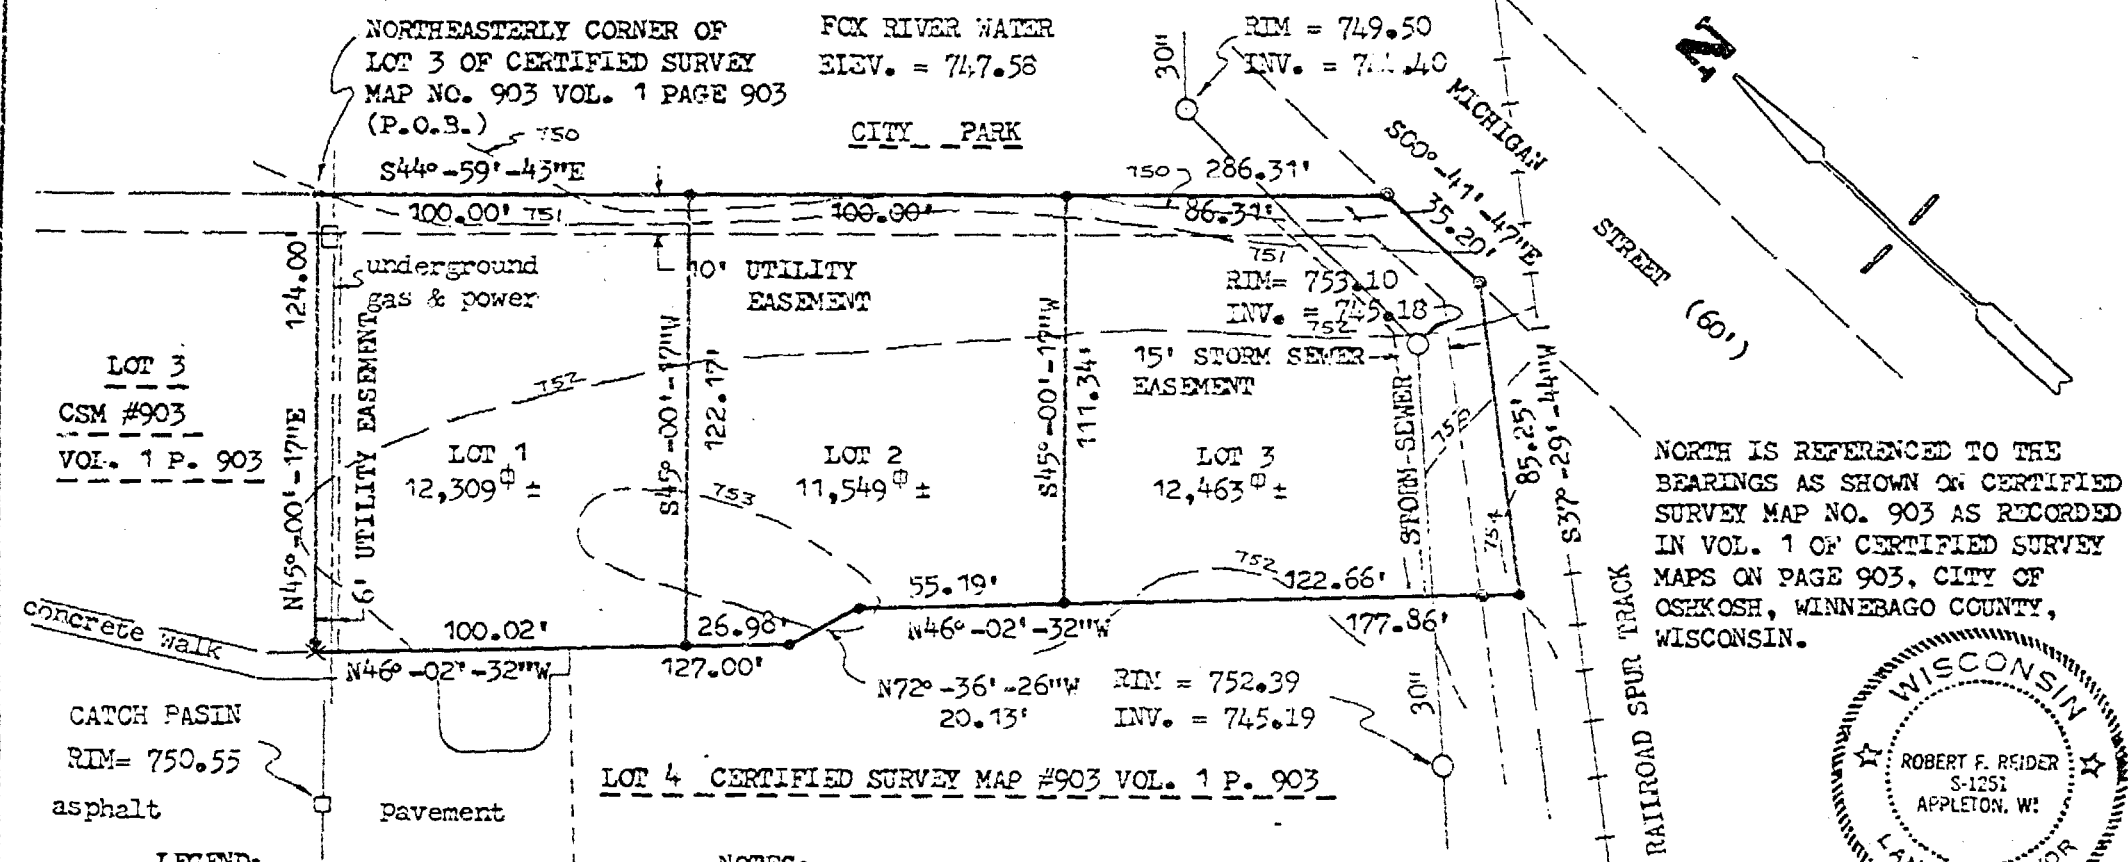 NORTHEASTERLY CORNER OF
LOT 3 OF CERTIFIED SURVEY
MAP NO. 903 VOL. 1 PAGE 903
(P.O.B.)
FOX RIVER WATER
ELEV. = 747.58
CITY PARK
30"
RIM = 749.50
INV. =
MICHIGAN
STREET (60')
N
750
S44°-59'-43"E
750
286.31'
S00°-41'-47"E
35.20'
100.00'
751
100.00'
86.31'
751
124.00'
underground
gas & power
10' UTILITY
EASEMENT
RIM= 753.10
INV. = 745.18
752
15' STORM SEWER
EASEMENT
LOT 3
CSM #903
VOL. 1 P. 903
N45°-00'-17"E
6' UTILITY EASEMENT
752
S45°-00'-17"W
122.17'
S45°-00'-17"W
111.34'
STORM SEWER
753
85.25'
S37°-29'-44"W
LOT 1
12,309 ±
LOT 2
11,549 ±
LOT 3
12,463 ±
753
754
752
NORTH IS REFERENCED TO THE
BEARINGS AS SHOWN ON CERTIFIED
SURVEY MAP NO. 903 AS RECORDED
IN VOL. 1 OF CERTIFIED SURVEY
MAPS ON PAGE 903, CITY OF
OSHKOSH, WINNEBAGO COUNTY,
WISCONSIN.
concrete walk
100.02'
26.98'
55.19'
122.66'
N46°-02'-32"W
127.00'
N46°-02'-32"W
177.86'
N72°-36'-26"W
20.13'
RIM = 752.39
INV. = 745.19
30"
RAILROAD SPUR TRACK
CATCH BASIN
RIM= 750.55
asphalt
Pavement
LOT 4 CERTIFIED SURVEY MAP #903 VOL. 1 P. 903
WISCONSIN
ROBERT F. REIDER
S-1251
APPLETON, WI
LEGEND:
NOTES: